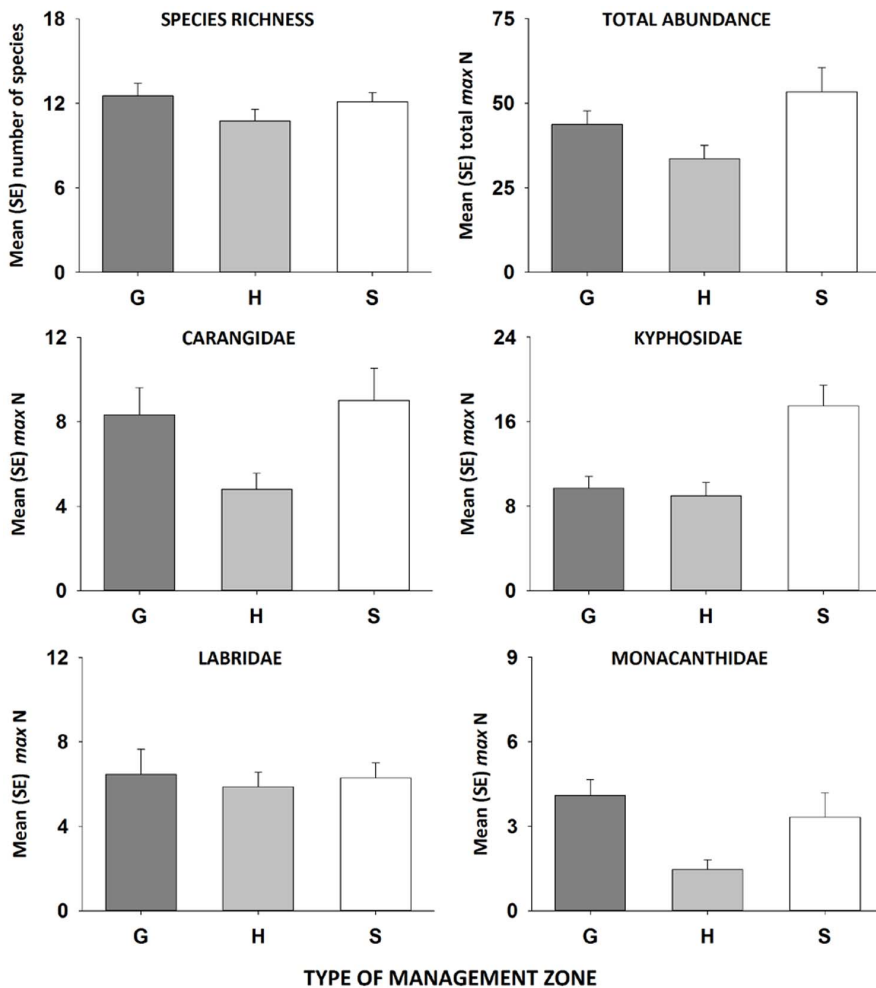 SPECIES RICHNESS
Mean (SE) number of species
18
12
6
0
G H S
TOTAL ABUNDANCE
Mean (SE) total max N
75
50
25
0
G H S
CARANGIDAE
Mean (SE) max N
12
8
4
0
G H S
KYPHOSIDAE
Mean (SE) max N
24
16
8
0
G H S
LABRIDAE
Mean (SE) max N
12
8
4
0
G H S
MONACANTHIDAE
Mean (SE) max N
9
6
3
0
G H S
TYPE OF MANAGEMENT ZONE